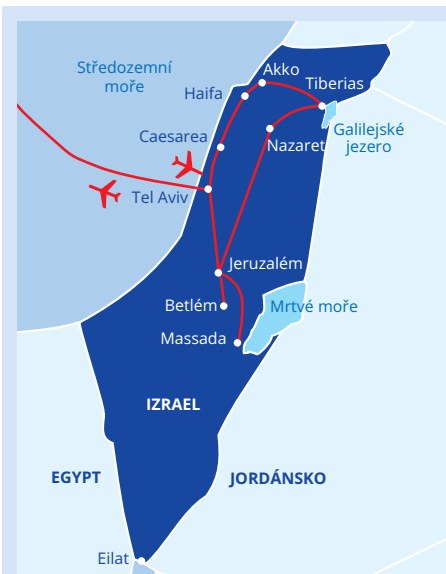 Středozemní
moře
Akko
Tiberias
Haifa
Galilejské
jezero
Caesarea
Nazaret
Tel Aviv
Jeruzalém
Betlém
Mrtvé moře
Massada
IZRAEL
EGYPT
JORDÁNSKO
Eilat